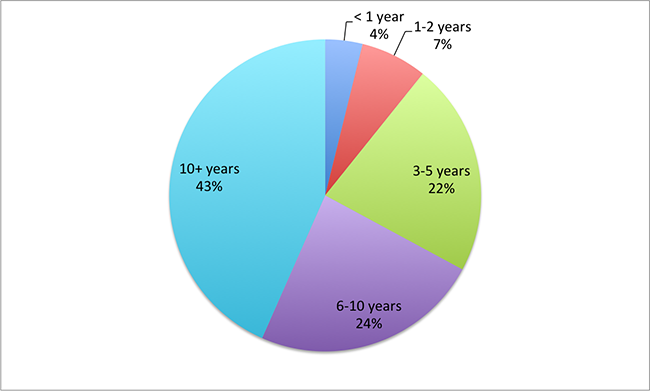 < 1 year
4%
1-2 years
7%
3-5 years
22%
6-10 years
24%
10+ years
43%